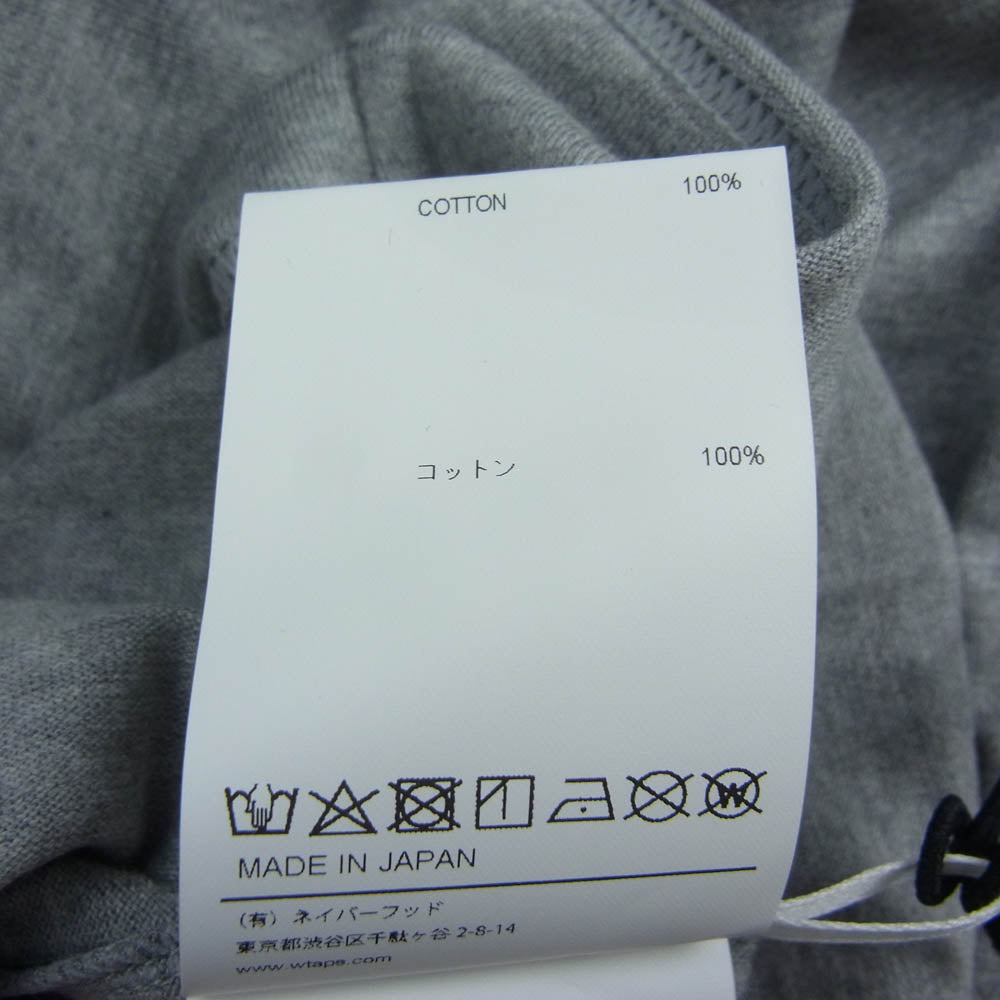 COTTON 100%
コットン 100%
W
MADE IN JAPAN
(有) ネイバーフッド
東京都渋谷区千駄ヶ谷 2-8-14
www.wtaps.com